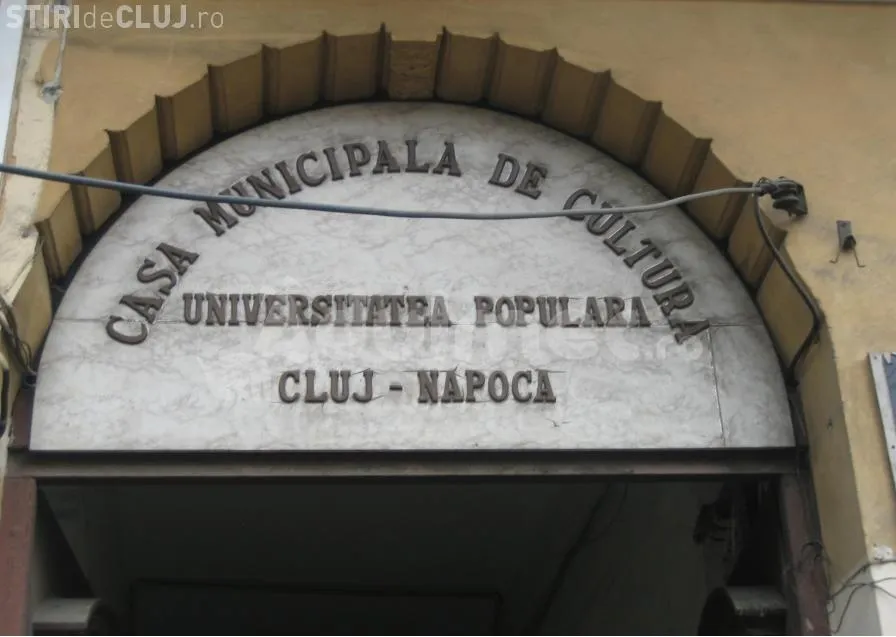 STIRIdeCLUJ.ro
CASA MUNICIPALA DE CULTURA
UNIVERSITATEA POPULARA
CLUJ - NAPOCA